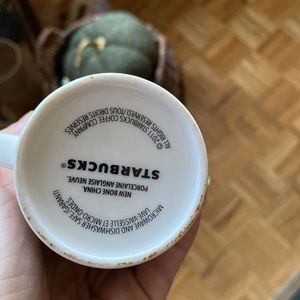 MICROWAVE AND DISHWASHER SAFE./GARANTI
LAVE-VAISSELLE ET MICRO-ONDES.
NEW BONE CHINA.
PORCELAINE ANGLAISE NEUVE.
STARBUCKS®
©2011 STARBUCKS COFFEE COMPANY.
ALL RIGHTS RESERVED./TOUS DROITS RÉSERVÉS.